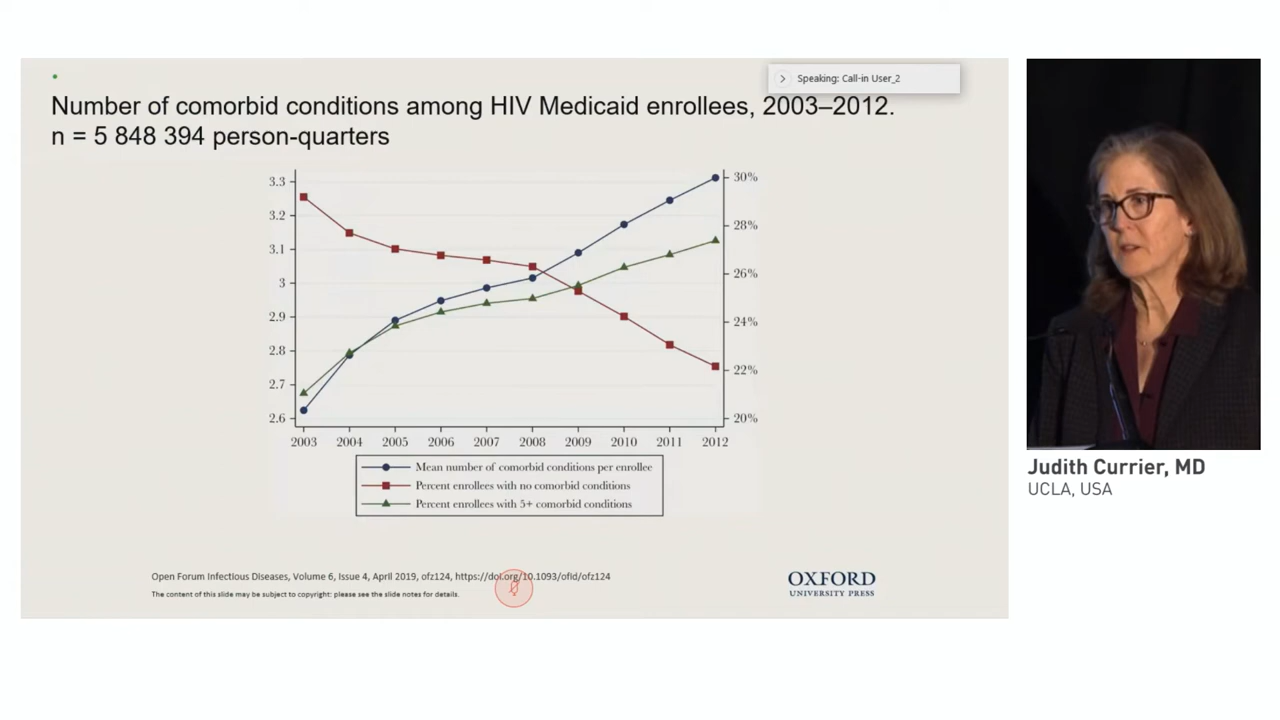 Speaking: Call-in User_2
Number of comorbid conditions among HIV Medicaid enrollees, 2003–2012.
n = 5 848 394 person-quarters
3.3
3.2
3.1
3
2.9
2.8
2.7
2.6
30%
28%
26%
24%
22%
20%
2003 2004 2005 2006 2007 2008 2009 2010 2011 2012
Mean number of comorbid conditions per enrollee
Percent enrollees with no comorbid conditions
Percent enrollees with 5+ comorbid conditions
Open Forum Infectious Diseases, Volume 6, Issue 4, April 2019, ofz124, https://doi.org/10.1093/ofid/ofz124
The content of this slide may be subject to copyright: please see the slide notes for details.
OXFORD
UNIVERSITY PRESS
Judith Currier, MD
UCLA, USA